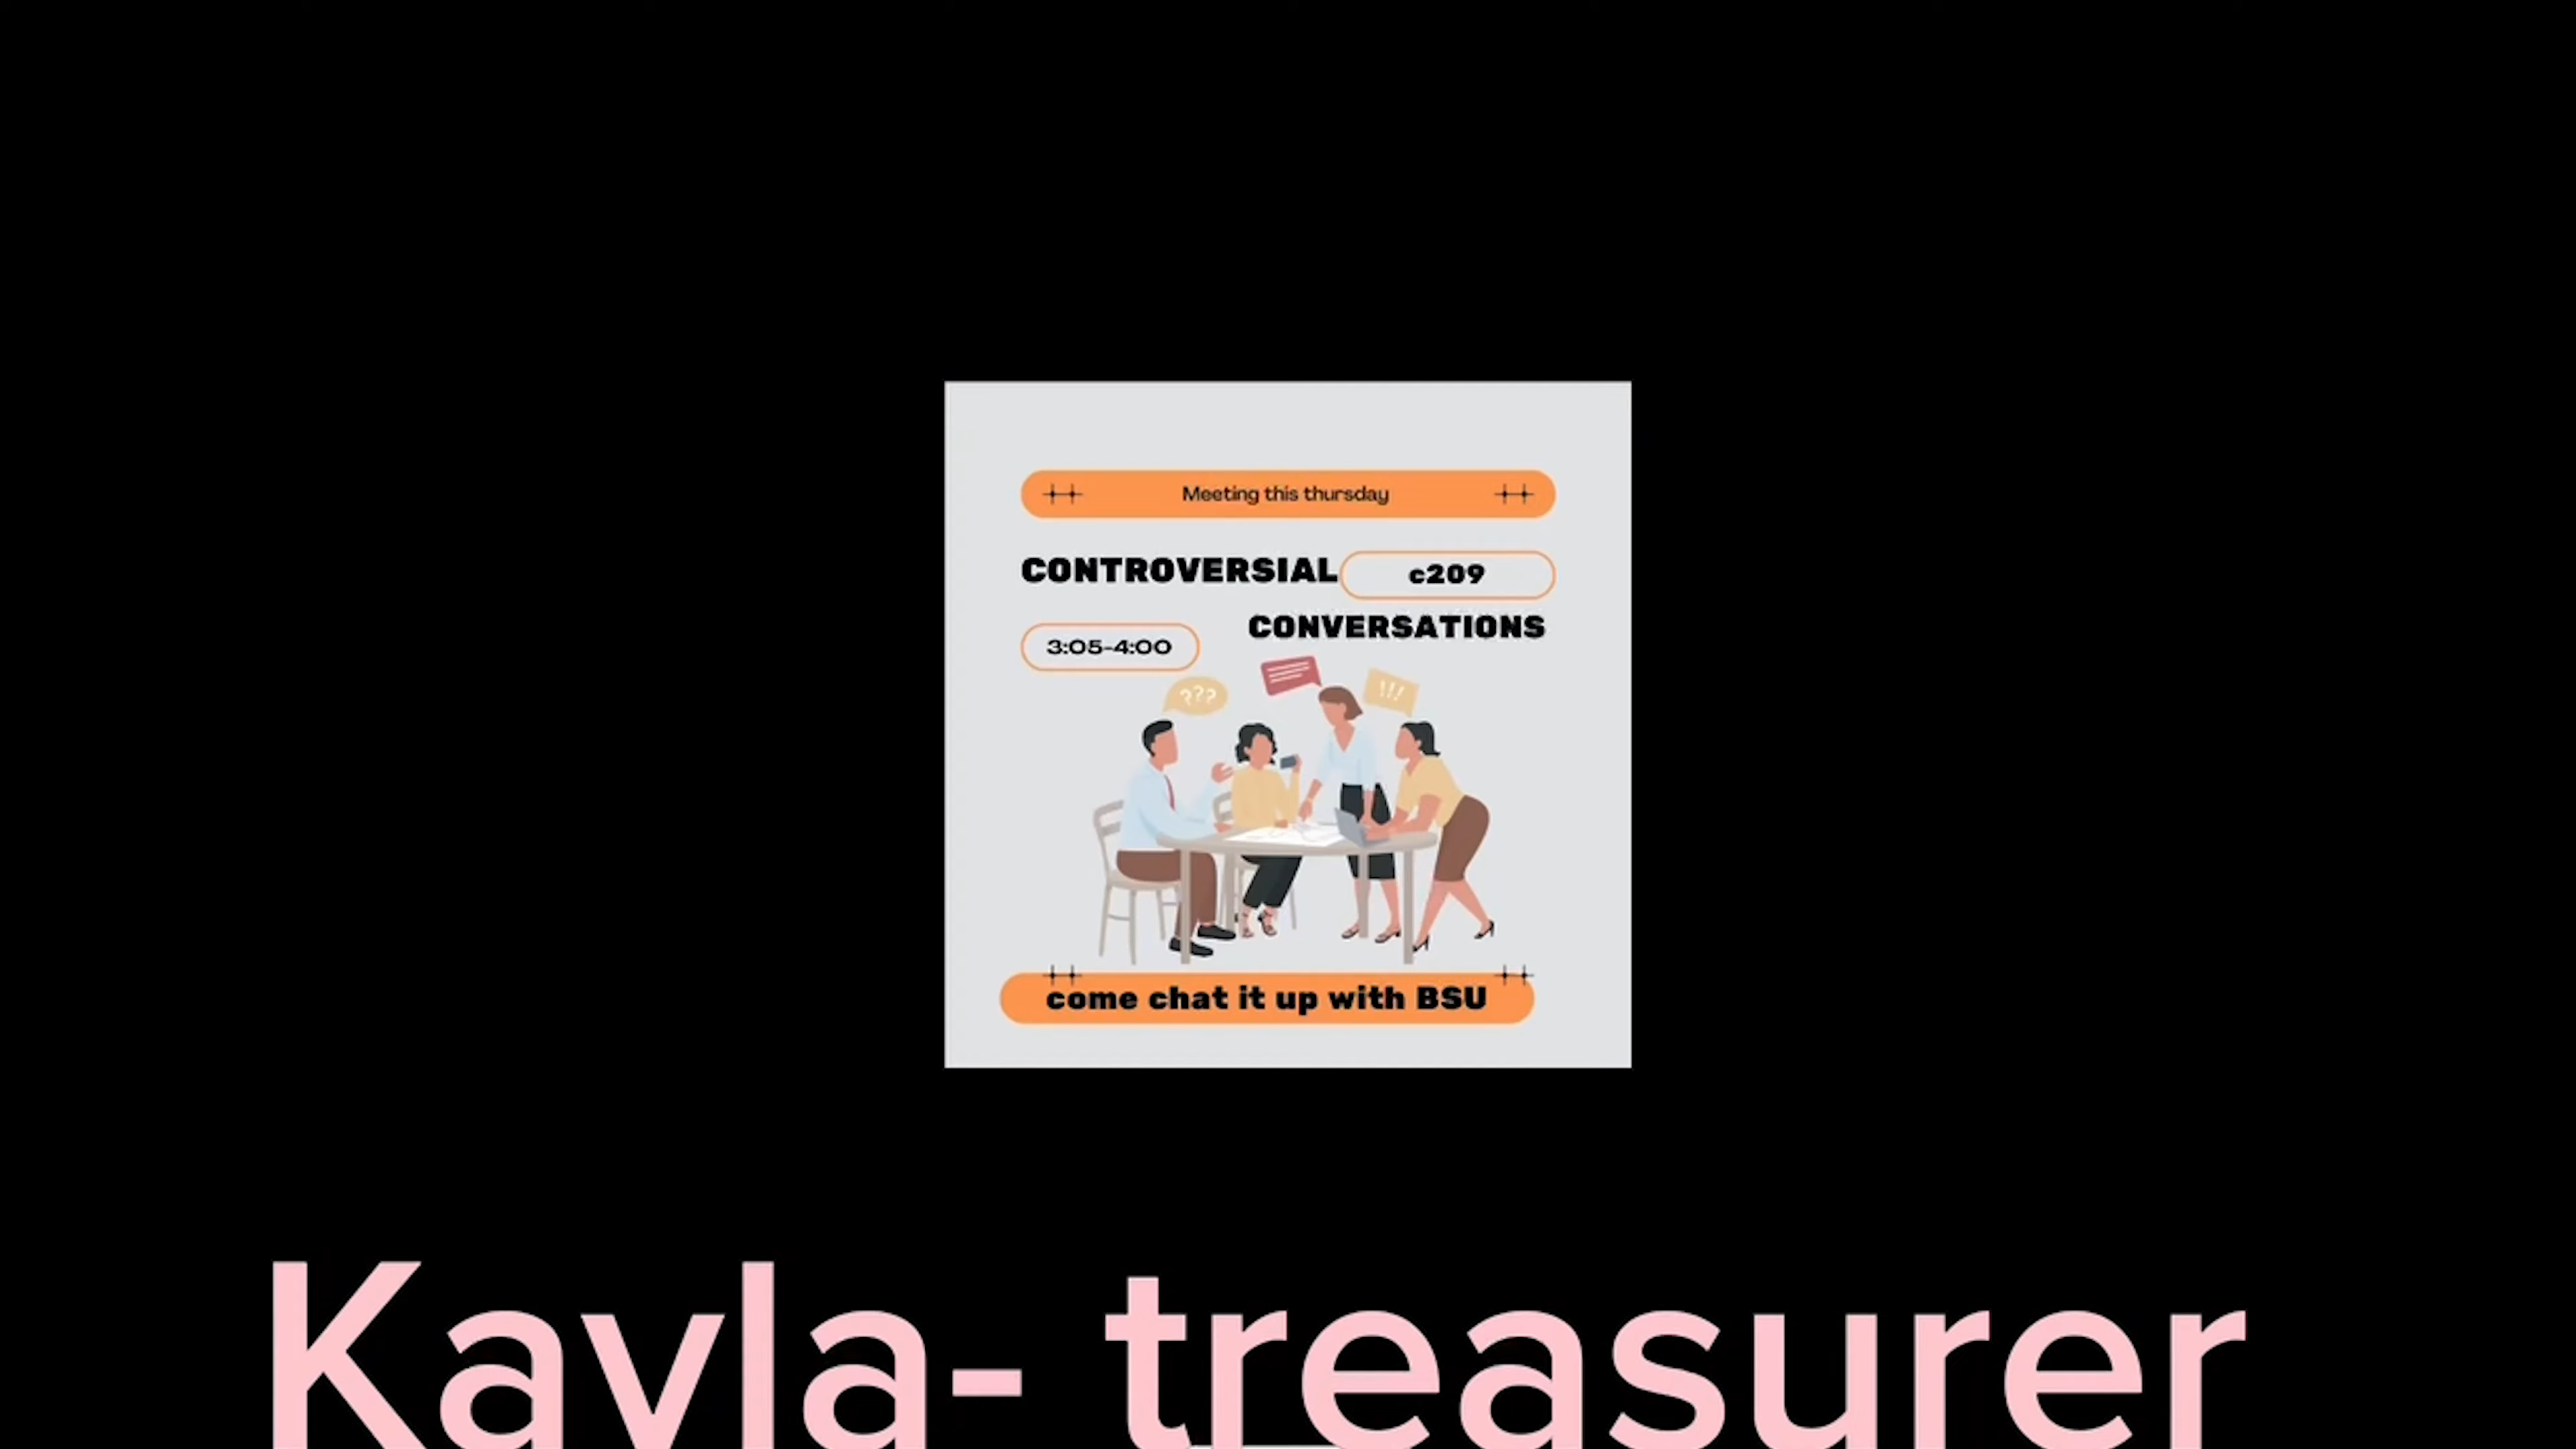 Meeting this thursday
CONTROVERSIAL
c209
CONVERSATIONS
3:05-4:00
???
!!!
come chat it up with BSU
Kayla- treasurer